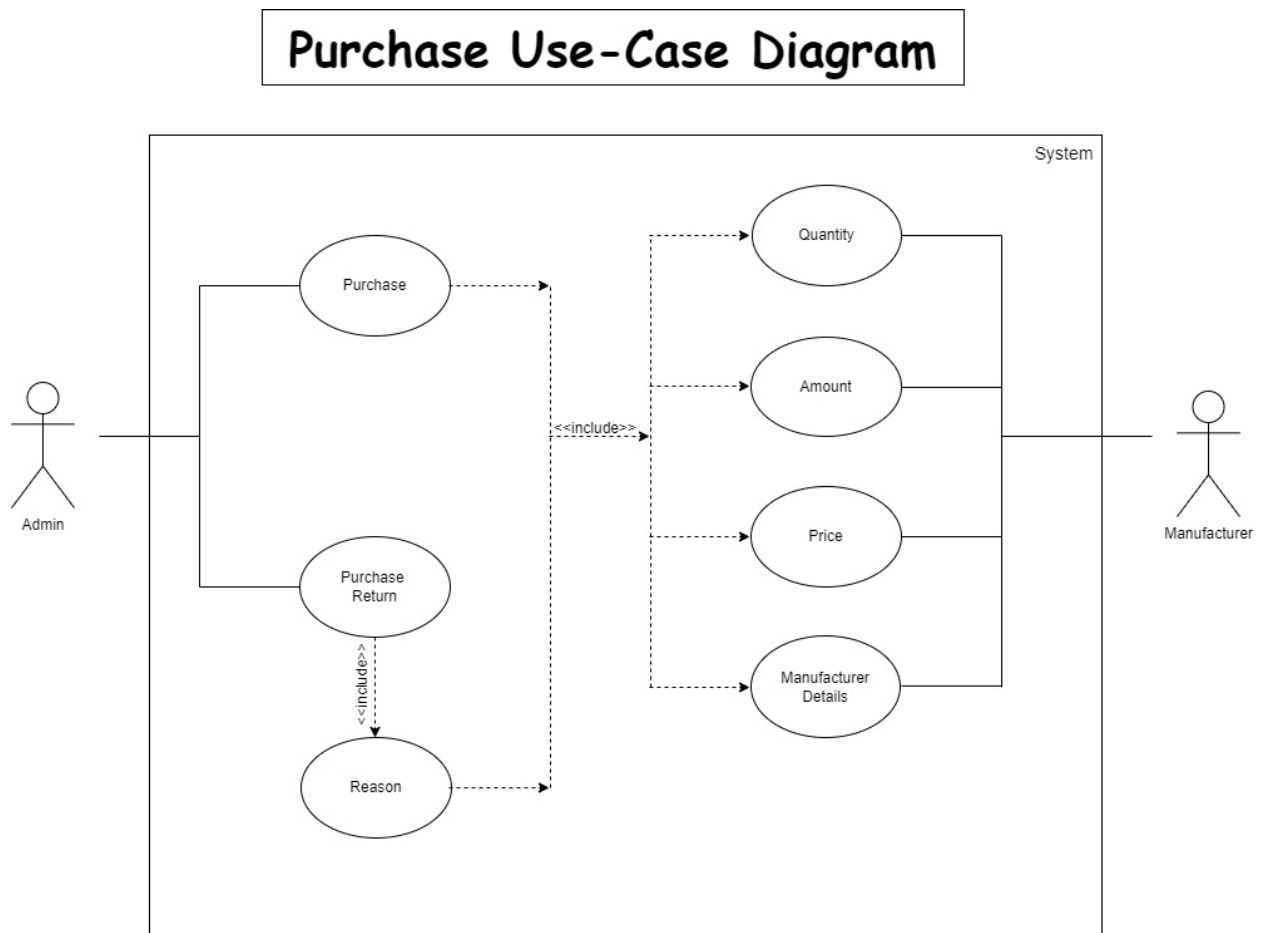 Purchase Use-Case Diagram
System
Quantity
Purchase
Amount
<<include>>
Admin
Manufacturer
Price
Purchase
Return
<<include>>
Manufacturer
Details
Reason